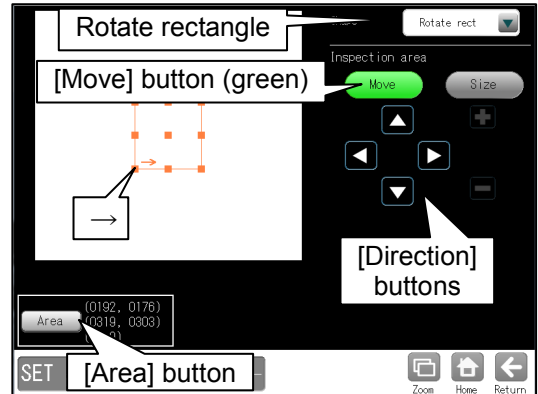 Rotate rectangle
Rotate rect
Inspection area
[Move] button (green)
Move
Size
→
[Direction]
buttons
(0192, 0176)
Area
(0319, 0303)
[Area] button
SET
Zoom
Home
Return